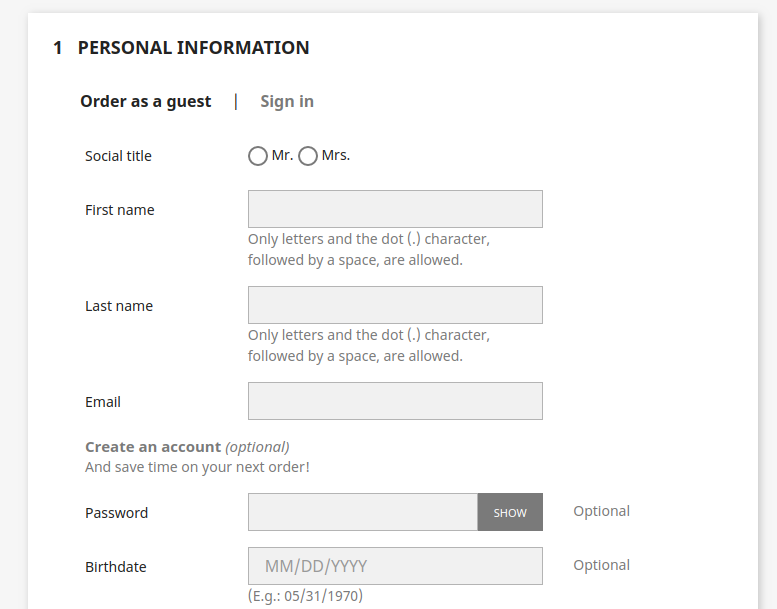 1 PERSONAL INFORMATION
Order as a guest | Sign in
Social title Mr. Mrs.
First name
Only letters and the dot (.) character,
followed by a space, are allowed.
Last name
Only letters and the dot (.) character,
followed by a space, are allowed.
Email
Create an account (optional)
And save time on your next order!
Password SHOW Optional
Birthdate MM/DD/YYYY Optional
(E.g.: 05/31/1970)